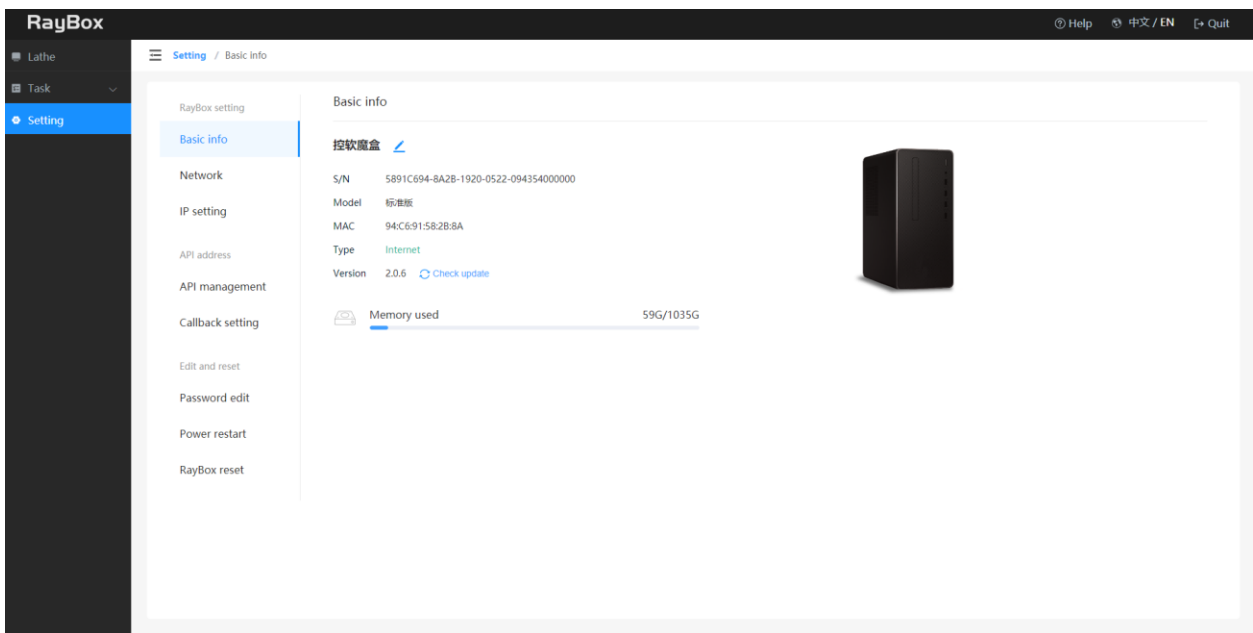 RayBox
Help 中文 / EN Quit
Lathe
Task
Setting
Setting / Basic info
RayBox setting
Basic info
Network
IP setting
API address
API management
Callback setting
Edit and reset
Password edit
Power restart
RayBox reset
Basic info
控软魔盒
S/N 5891C694-8A2B-1920-0522-094354000000
Model 标准版
MAC 94:C6:91:58:2B:8A
Type Internet
Version 2.0.6 Check update
Memory used 59G/1035G